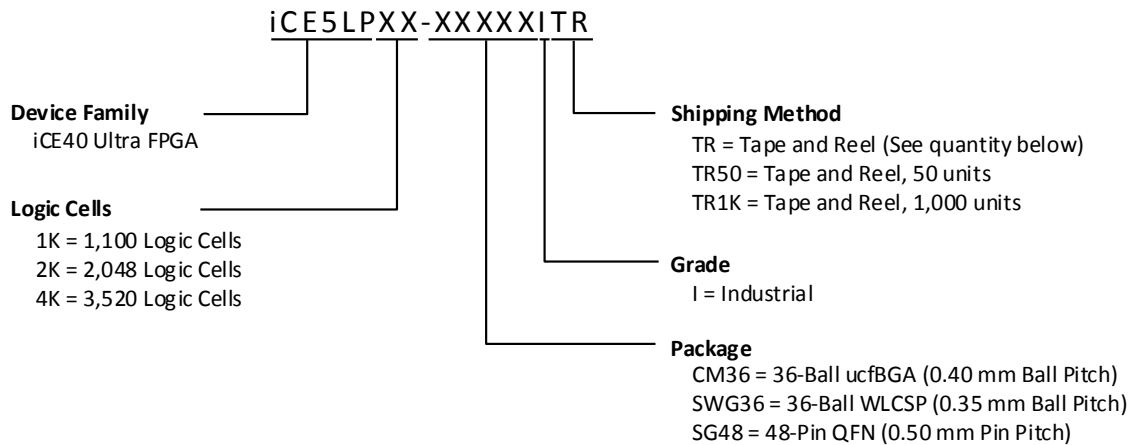 iCE5LPXX-XXXXXITR
Device Family
iCE40 Ultra FPGA
Logic Cells
1K = 1,100 Logic Cells
2K = 2,048 Logic Cells
4K = 3,520 Logic Cells
Shipping Method
TR = Tape and Reel (See quantity below)
TR50 = Tape and Reel, 50 units
TR1K = Tape and Reel, 1,000 units
Grade
I = Industrial
Package
CM36 = 36-Ball ucfBGA (0.40 mm Ball Pitch)
SWG36 = 36-Ball WLCSP (0.35 mm Ball Pitch)
SG48 = 48-Pin QFN (0.50 mm Pin Pitch)